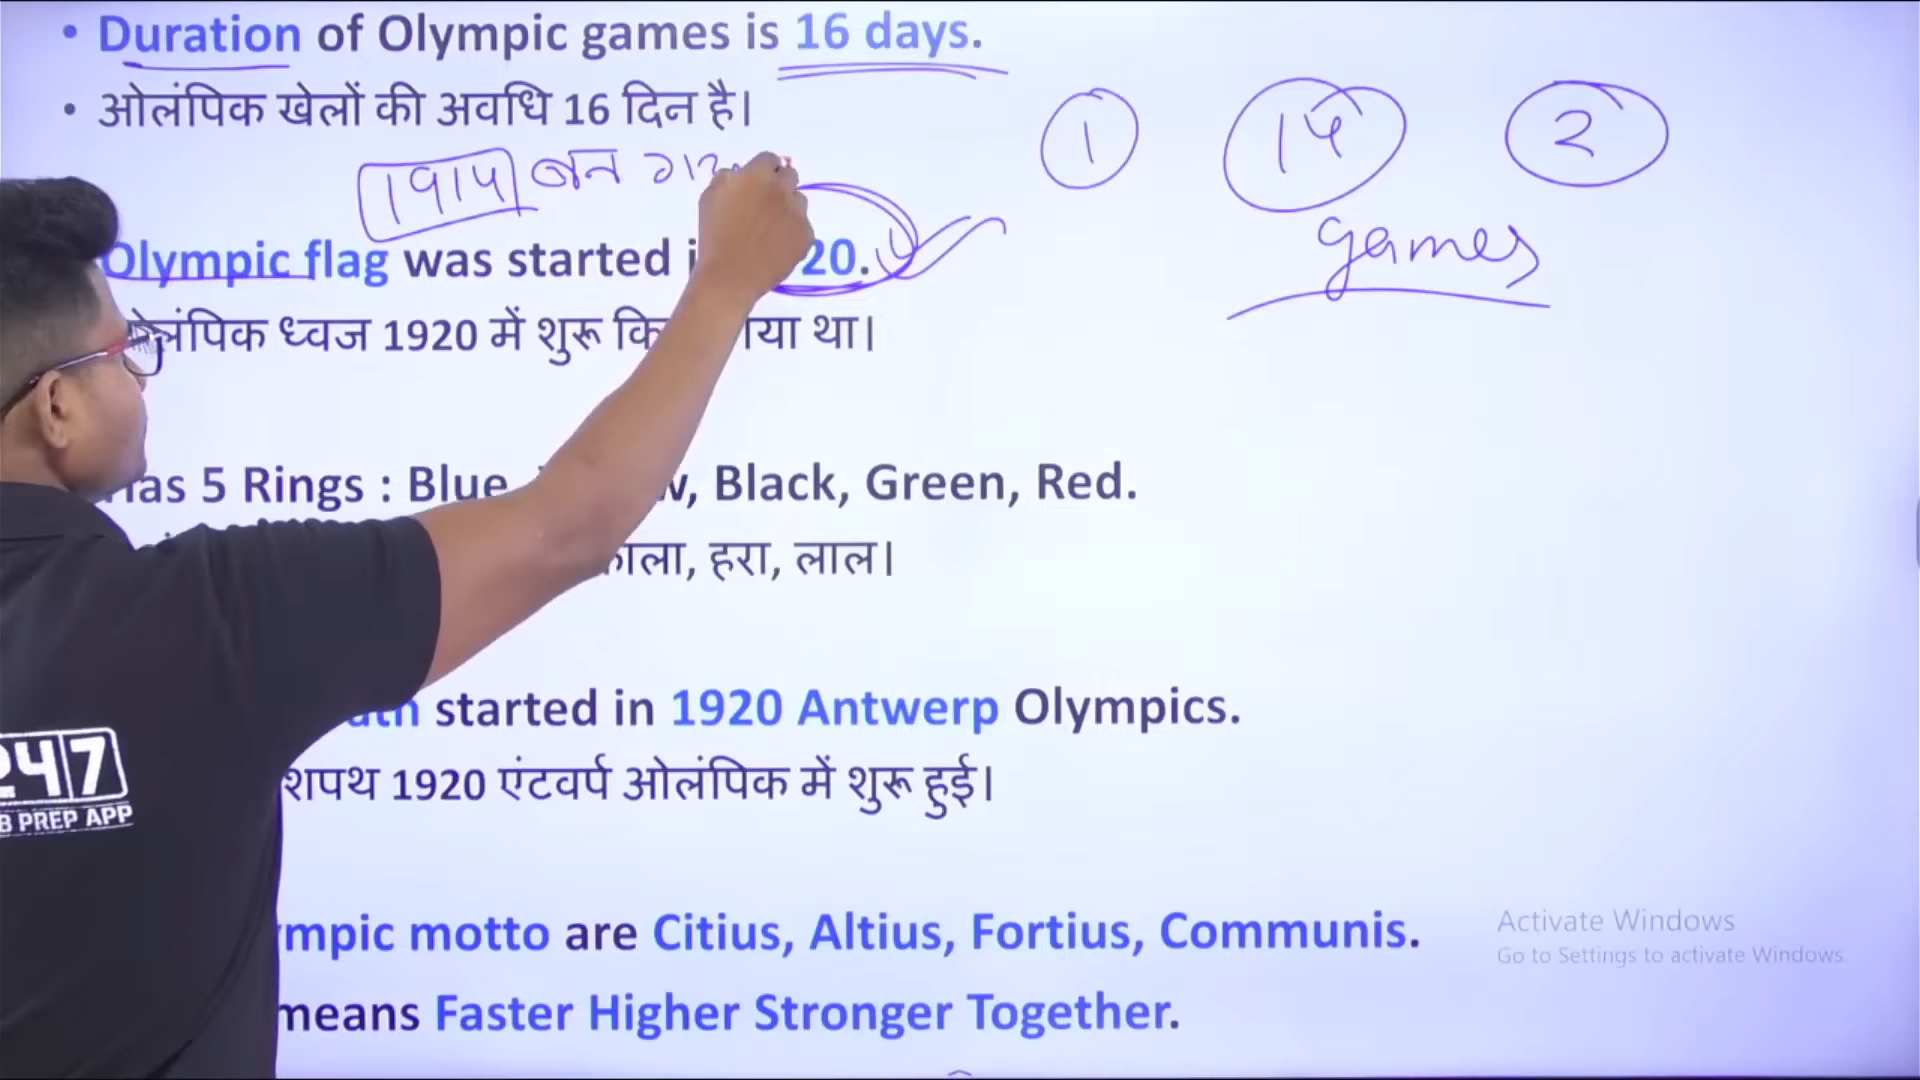 • Duration of Olympic games is 16 days.
• ओलंपिक खेलों की अवधि 16 दिन है।
1 14 2
1914 बन
games
Olympic flag was started 20.
ध्वज 1920 में शुरू था।
5 Rings : Blue, Black, Green, Red.
हरा, लाल।
started in 1920 Antwerp Olympics.
शपथ 1920 एंटवर्प ओलंपिक में शुरू हुई।
motto are Citius, Altius, Fortius, Communis.
means Faster Higher Stronger Together.
Activate Windows
Go to Settings to activate Windows
247
PREP APP